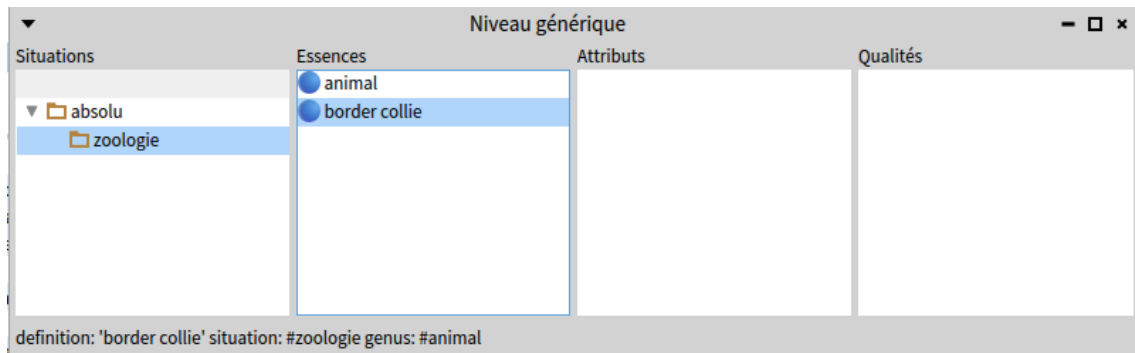 Niveau générique
Situations Essences Attributs Qualités
animal
absolu border collie
zoologie
definition: 'border collie' situation: #zoologie genus: #animal